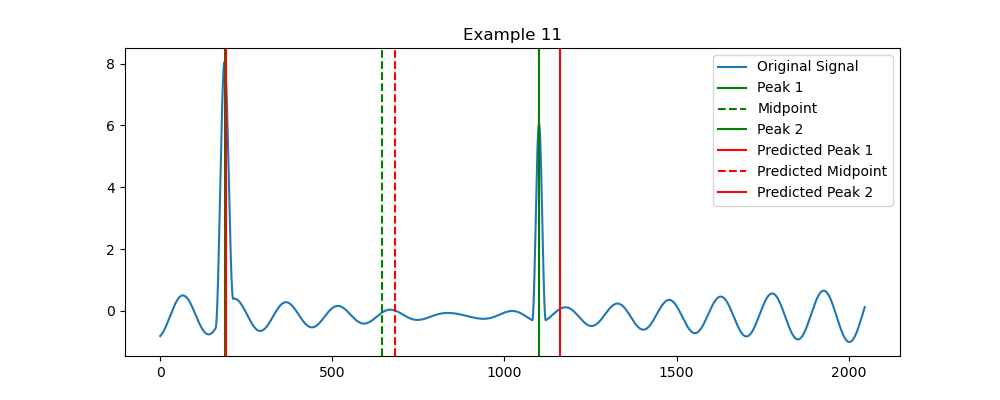 Example 11
8
6
4
2
0
0
500
1000
1500
2000
Original Signal
Peak 1
Midpoint
Peak 2
Predicted Peak 1
Predicted Midpoint
Predicted Peak 2